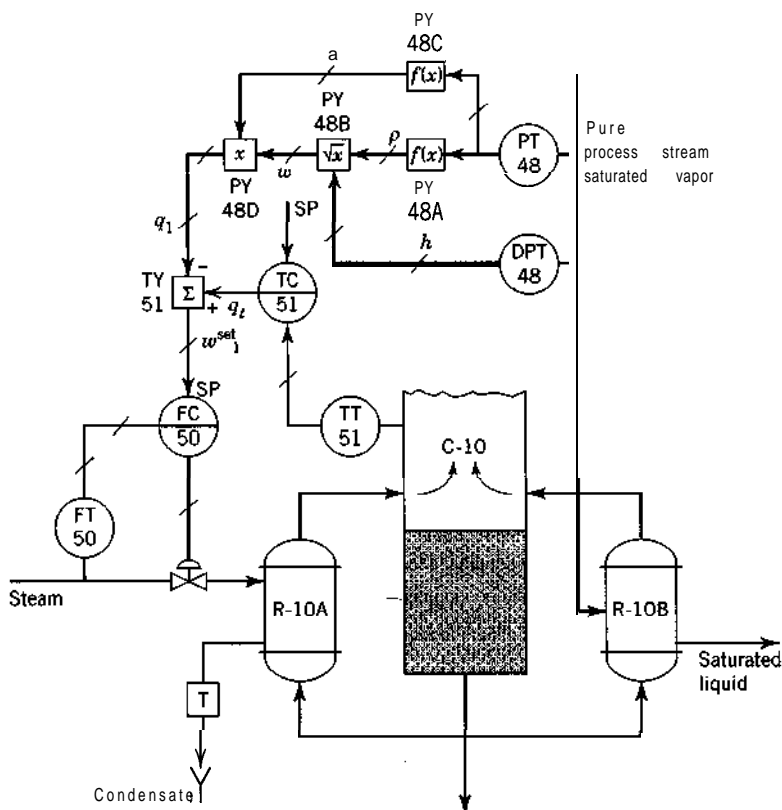 PY
48C
a
f(x)
PY
48B
Pure
process stream
saturated vapor
x
w
√x
ρ
f(x)
PT
48
PY
48D
PY
48A
SP
q1
h
DPT
48
TY
51
Σ
-
+
qt
TC
51
w1set
SP
FC
50
TT
51
C-10
FT
50
Steam
R-10A
R-10B
Saturated
liquid
T
Condensate